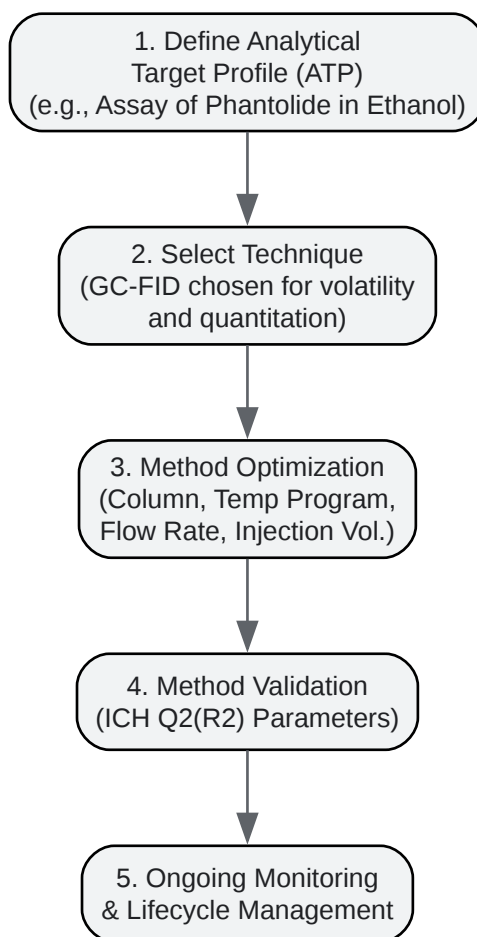 1. Define Analytical
Target Profile (ATP)
(e.g., Assay of Phantolide in Ethanol)
2. Select Technique
(GC-FID chosen for volatility
and quantitation)
3. Method Optimization
(Column, Temp Program,
Flow Rate, Injection Vol.)
4. Method Validation
(ICH Q2(R2) Parameters)
5. Ongoing Monitoring
& Lifecycle Management